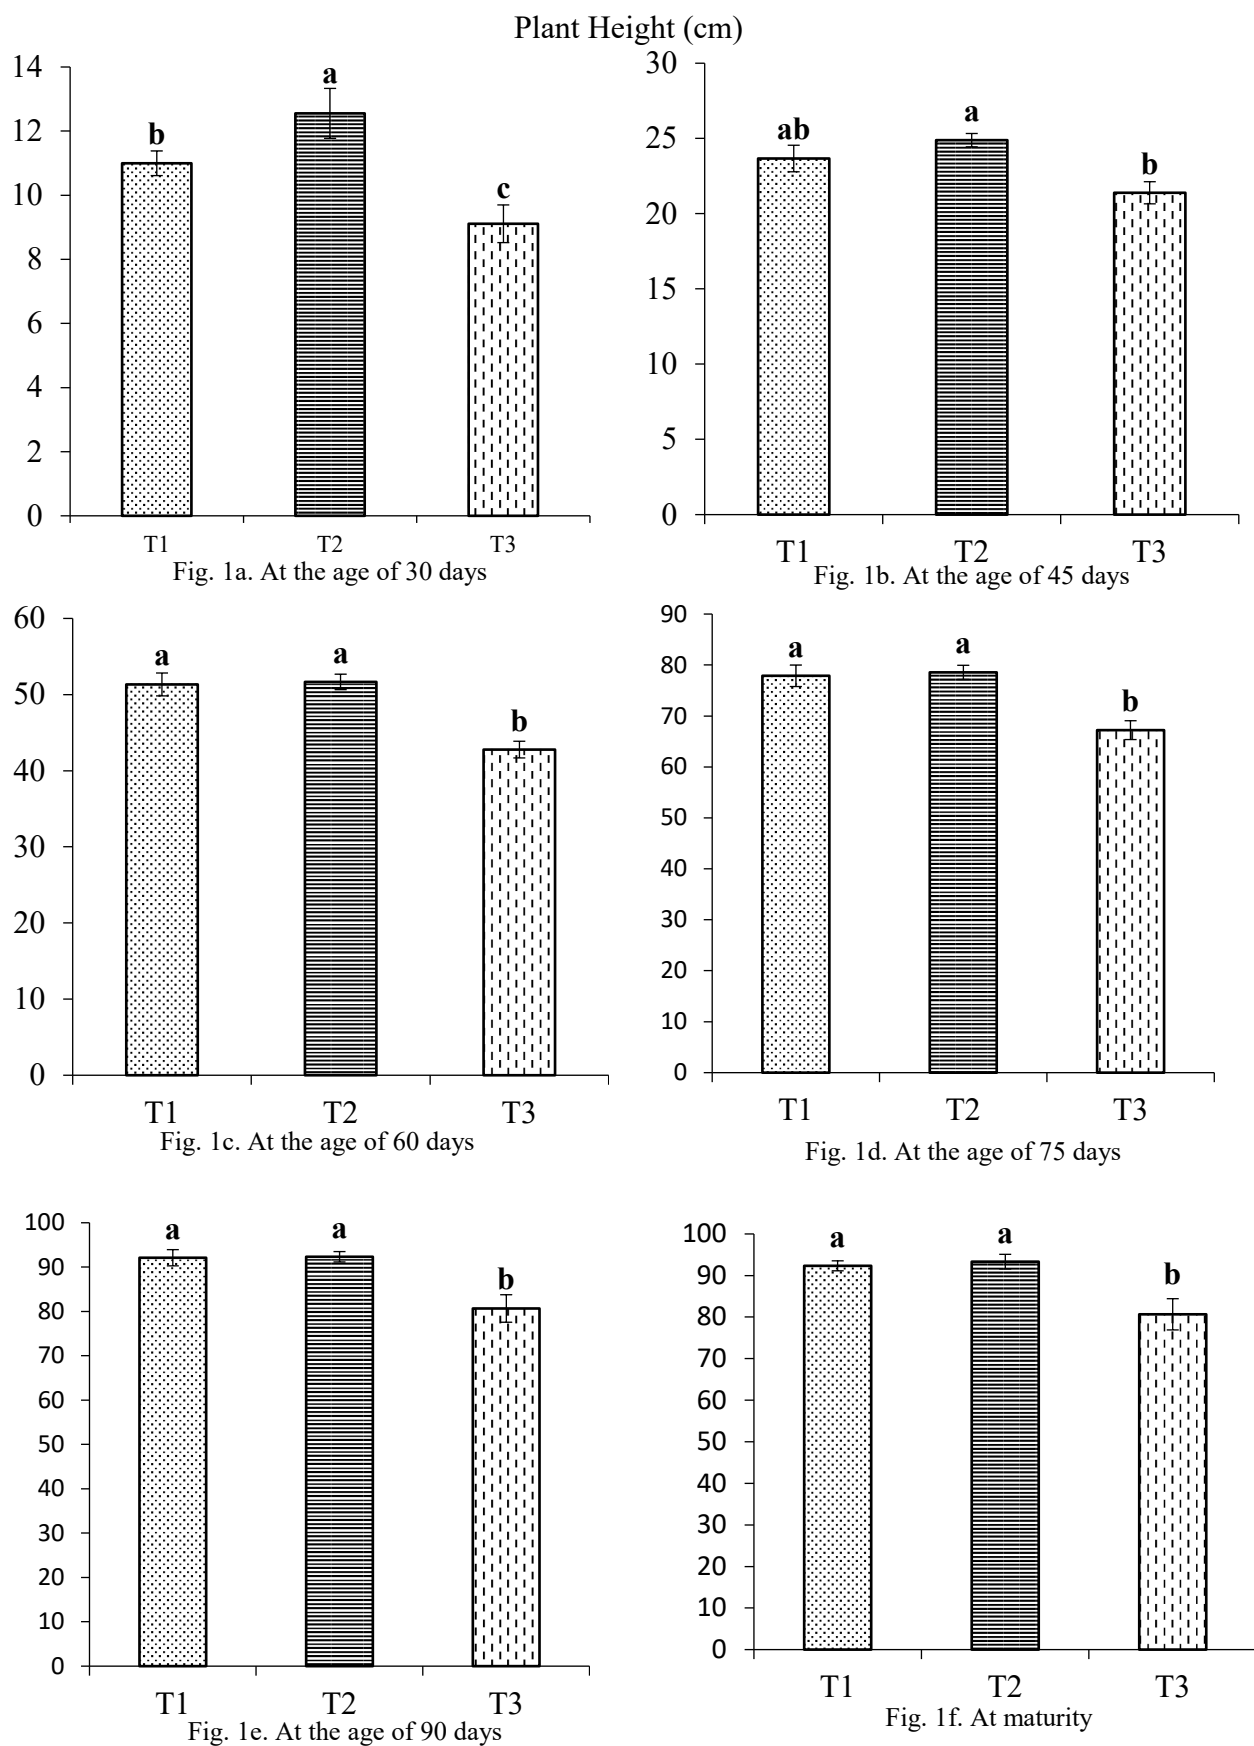 Plant Height (cm)
14
12
10
8
6
4
2
0
b
a
c
T1 T2 T3
Fig. 1a. At the age of 30 days
30
25
20
15
10
5
0
ab
a
b
T1 T2 T3
Fig. 1b. At the age of 45 days
60
50
40
30
20
10
0
a
a
b
T1 T2 T3
Fig. 1c. At the age of 60 days
90
80
70
60
50
40
30
20
10
0
a
a
b
T1 T2 T3
Fig. 1d. At the age of 75 days
100
90
80
70
60
50
40
30
20
10
0
a
a
b
T1 T2 T3
Fig. 1e. At the age of 90 days
100
90
80
70
60
50
40
30
20
10
0
a
a
b
T1 T2 T3
Fig. 1f. At maturity